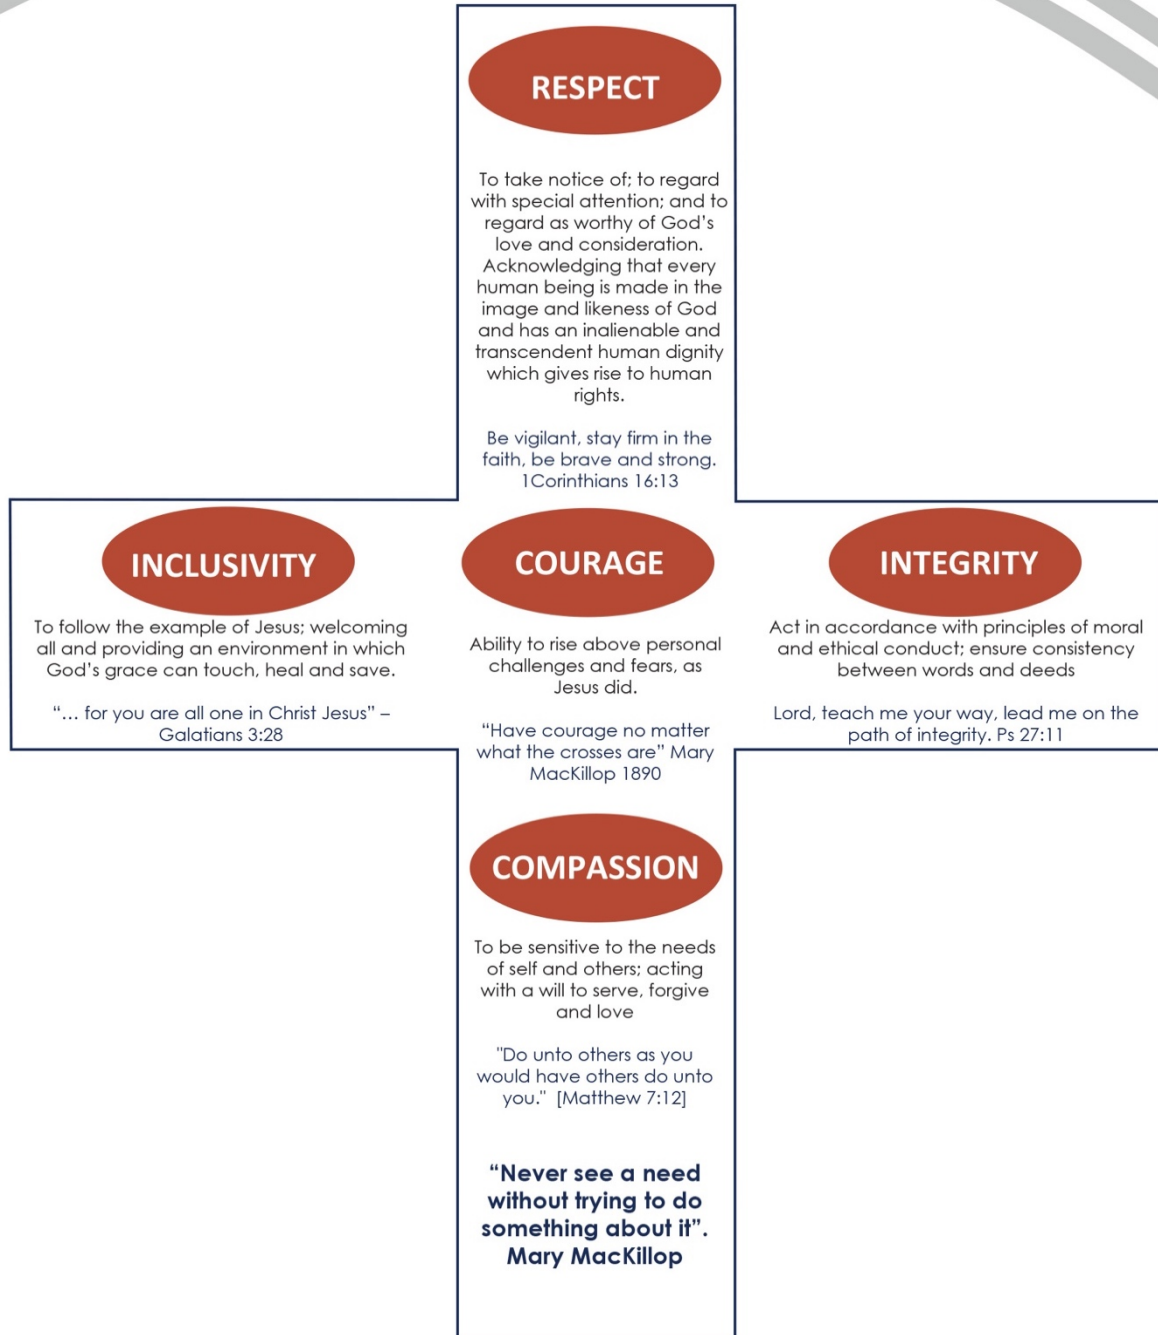 RESPECT
To take notice of; to regard
with special attention; and to
regard as worthy of God’s
love and consideration.
Acknowledging that every
human being is made in the
image and likeness of God
and has an inalienable and
transcendent human dignity
which gives rise to human
rights.
Be vigilant, stay firm in the
faith, be brave and strong.
1Corinthians 16:13
INCLUSIVITY
To follow the example of Jesus; welcoming
all and providing an environment in which
God’s grace can touch, heal and save.
“… for you are all one in Christ Jesus” –
Galatians 3:28
COURAGE
Ability to rise above personal
challenges and fears, as
Jesus did.
“Have courage no matter
what the crosses are” Mary
MacKillop 1890
INTEGRITY
Act in accordance with principles of moral
and ethical conduct; ensure consistency
between words and deeds
Lord, teach me your way, lead me on the
path of integrity. Ps 27:11
COMPASSION
To be sensitive to the needs
of self and others; acting
with a will to serve, forgive
and love
"Do unto others as you
would have others do unto
you."  [Matthew 7:12]
“Never see a need
without trying to do
something about it”.
Mary MacKillop